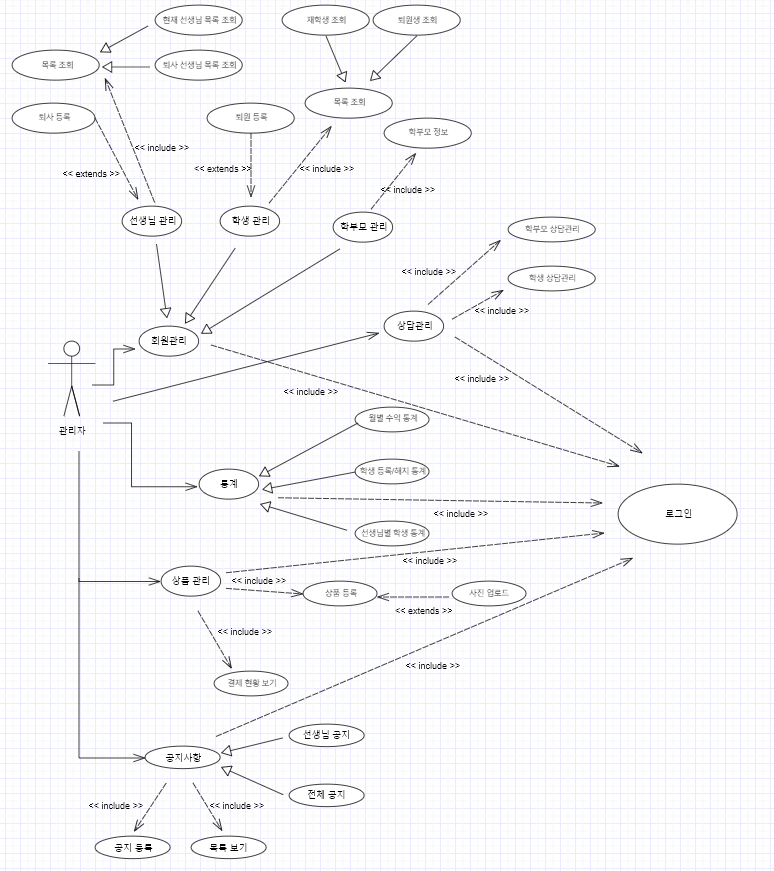 현재 선생님 목록 조회
재학생 조회
퇴원생 조회
목록 조회
퇴사 선생님 목록 조회
목록 조회
퇴사 등록
퇴원 등록
학부모 정보
<< include >>
<< extends >>
<< extends >>
<< include >>
<< include >>
선생님 관리
학생 관리
학부모 관리
학부모 상담관리
<< include >>
학생 상담관리
<< include >>
회원관리
상담관리
<< include >>
<< include >>
관리자
월별 수익 통계
학생 등록/해지 통계
통계
<< include >>
로그인
선생님별 학생 통계
<< include >>
상품 관리
<< include >>
상품 등록
사진 업로드
<< extends >>
<< include >>
결제 현황 보기
<< include >>
선생님 공지
공지사항
전체 공지
<< include >>
<< include >>
공지 등록
목록 보기